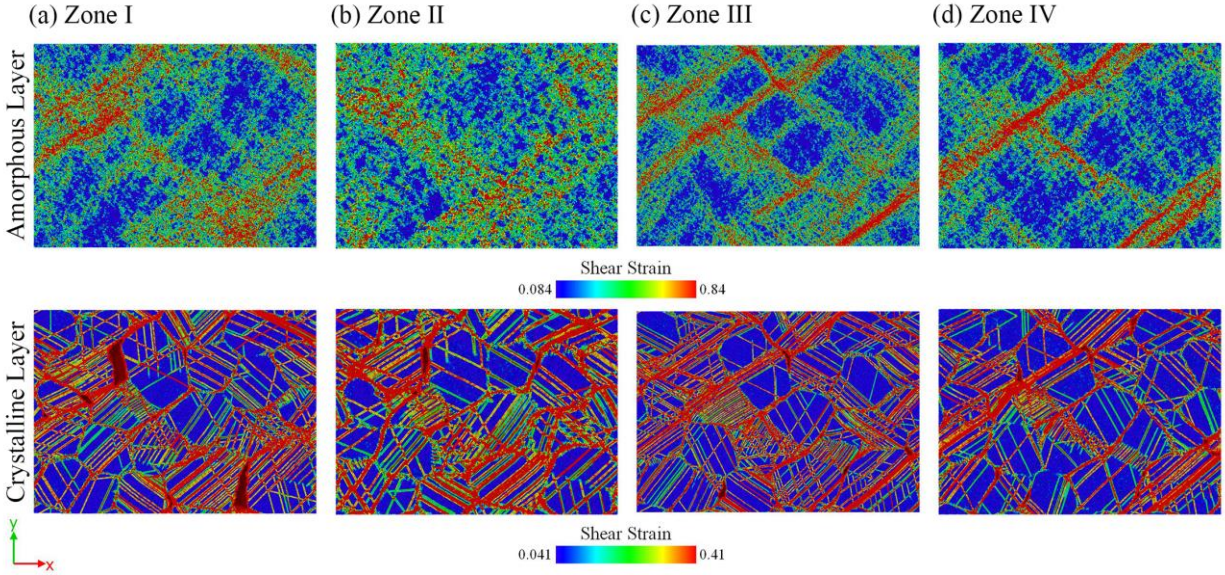 (a) Zone I
(b) Zone II
(c) Zone III
(d) Zone IV
Amorphous Layer
Shear Strain
0.084
0.84
Crystalline Layer
Shear Strain
0.041
0.41
y
x